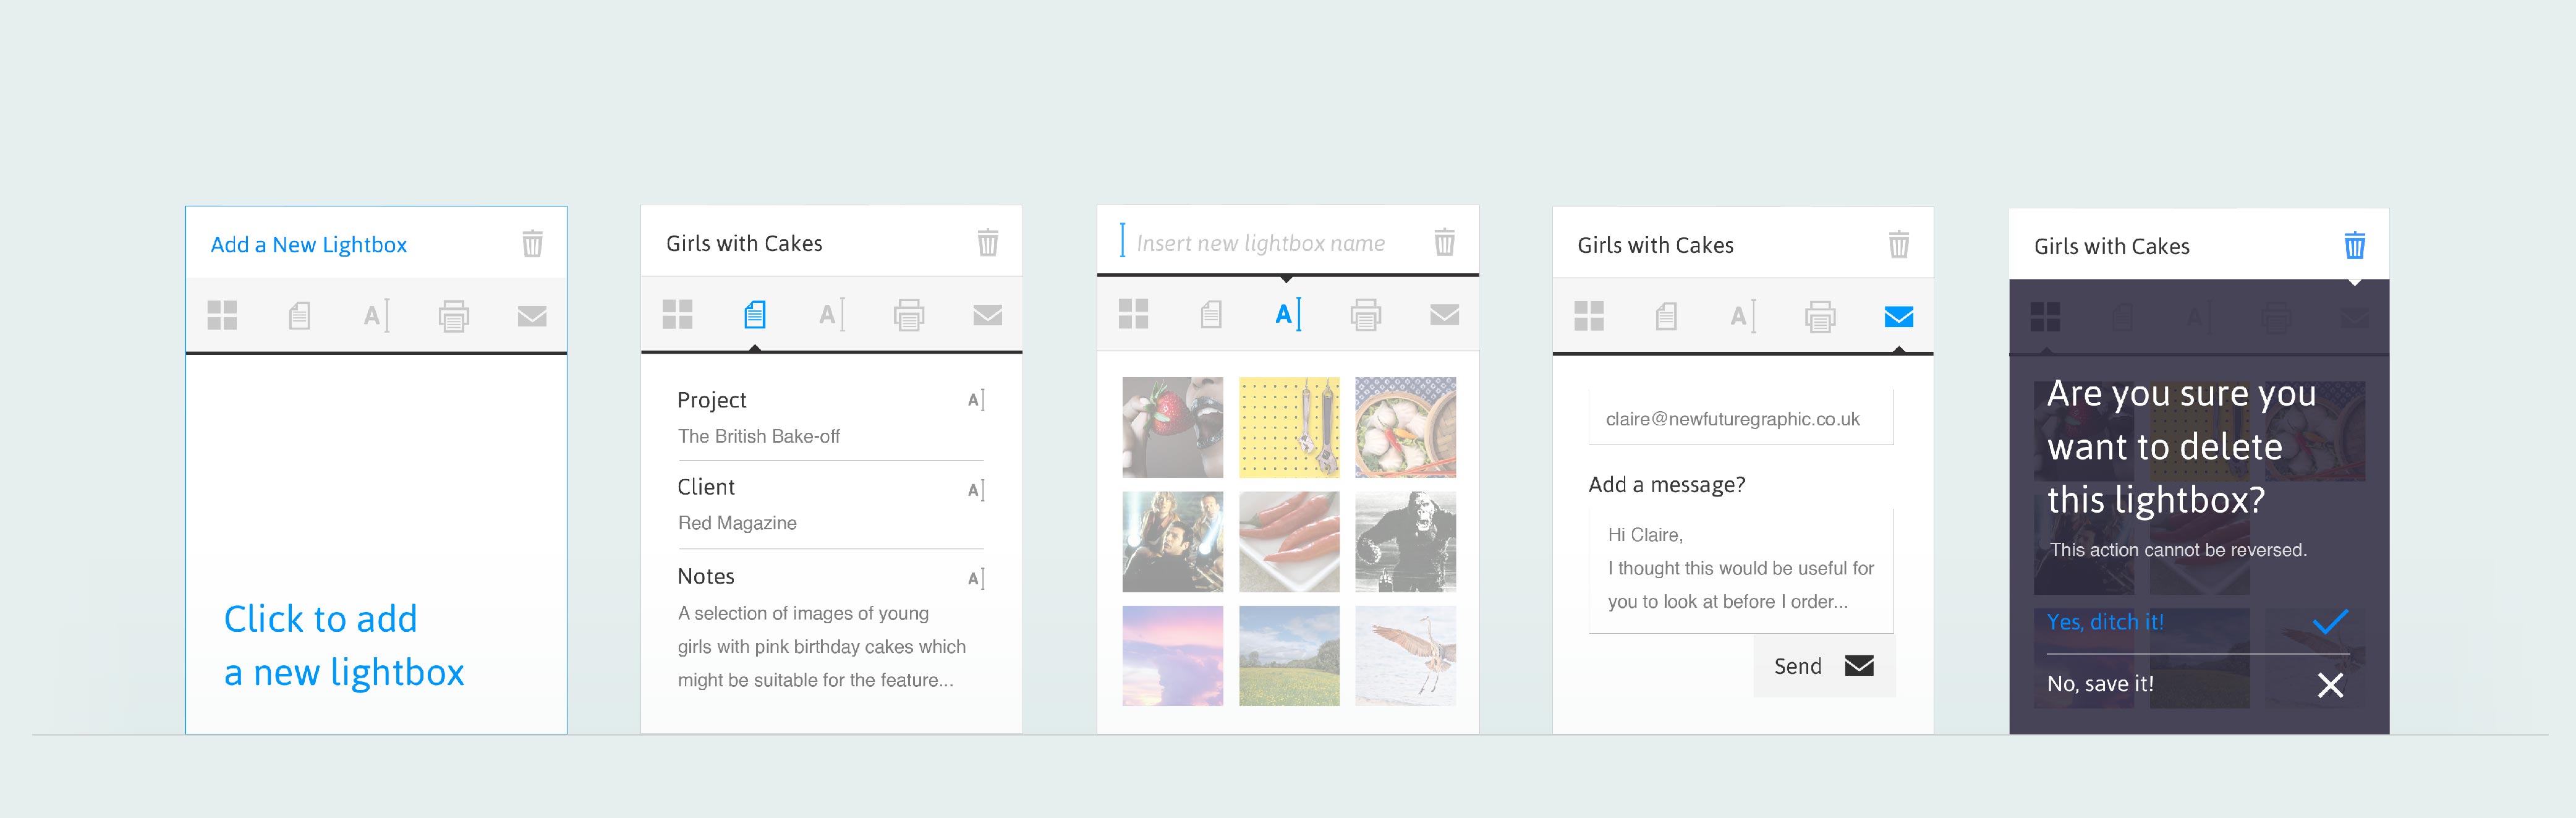 Add a New Lightbox
Click to add
a new lightbox
Girls with Cakes
Project
The British Bake-off
Client
Red Magazine
Notes
A selection of images of young
girls with pink birthday cakes which
might be suitable for the feature...
Insert new lightbox name
Girls with Cakes
claire@newfuturegraphic.co.uk
Add a message?
Hi Claire,
I thought this would be useful for
you to look at before I order...
Send
Girls with Cakes
Are you sure you
want to delete
this lightbox?
This action cannot be reversed.
Yes, ditch it!
No, save it!